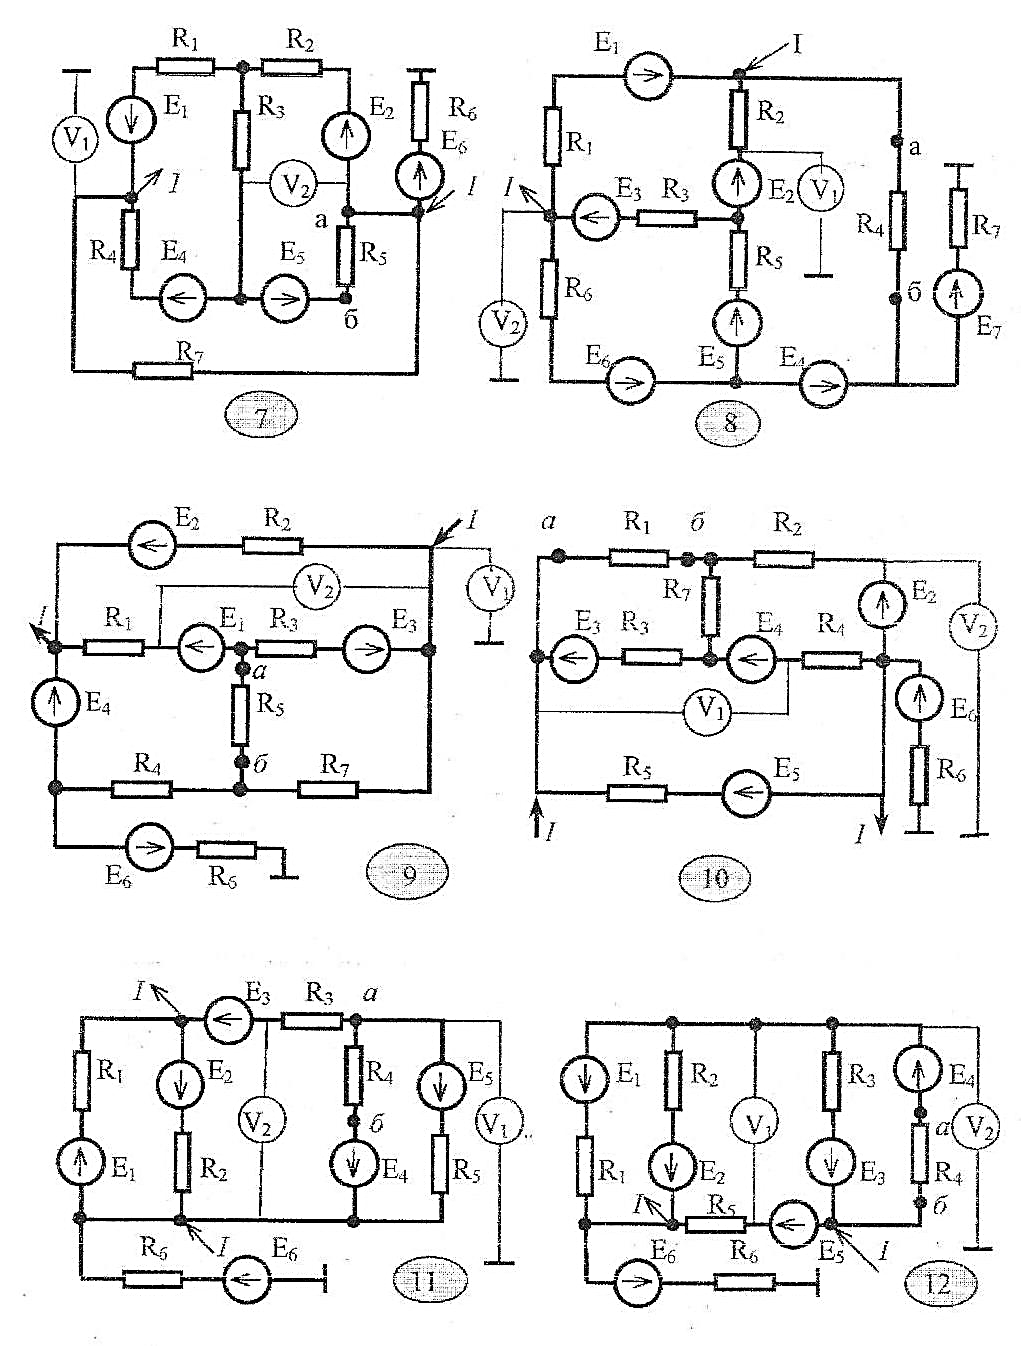 R₁ R₂
E₁ R₃ E₂ R₆
V₁ E₆
I V₂ I
а
R₄ E₄ E₅ R₅
б
R₇
7
E₁ I
R₁ R₂ а
I E₃ R₃ E₂ V₁
R₄ R₇
R₆ R₅
б
V₂ E₇
E₆ E₅ E₄
8
E₂ R₂ I
V₂ V₁
I R₁ E₁ R₃ E₃
а
E₄ R₅
R₄ б R₇
E₆ R₆
9
а R₁ б R₂
R₇ E₂
E₃ R₃ E₄ R₄ V₂
V₁ E₆
R₅ E₅ R₆
I I
10
I E₃ R₃ а
R₁ E₂ R₄ E₅
V₂ б V₁
E₁ R₂ E₄ R₅
R₆ I E₆
11
E₁ R₂ R₃ E₄
V₁ а V₂
R₁ E₂ E₃ R₄
I R₅ б
E₆ R₆ E₅ I
12